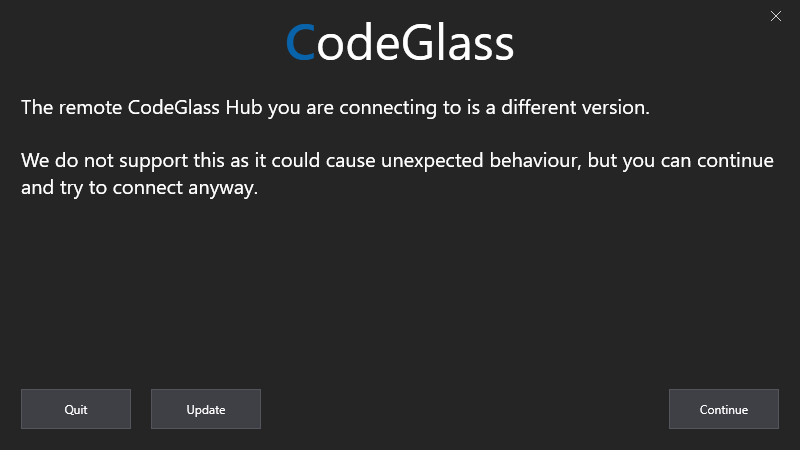 CodeGlass
The remote CodeGlass Hub you are connecting to is a different version.
We do not support this as it could cause unexpected behaviour, but you can continue
and try to connect anyway.
Quit
Update
Continue